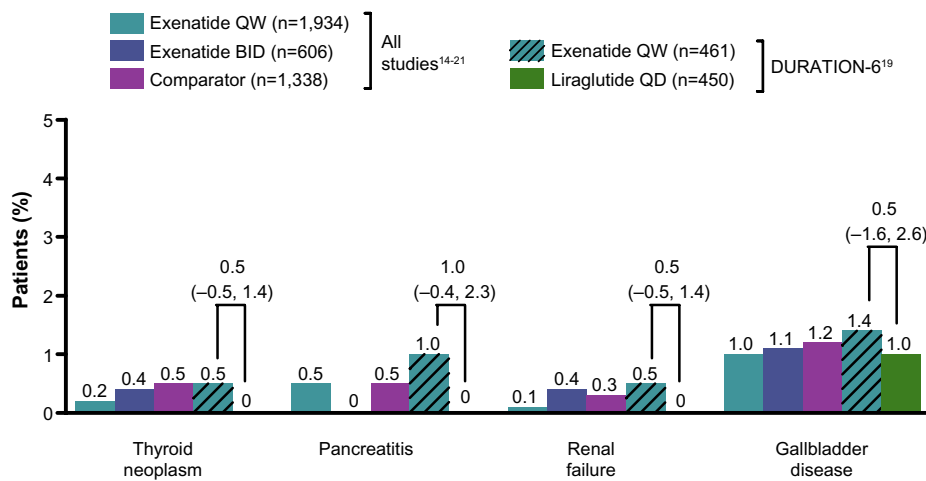 Exenatide QW (n=1,934)
Exenatide BID (n=606)
Comparator (n=1,338)
All
studies14-21
Exenatide QW (n=461)
Liraglutide QD (n=450)
DURATION-619
Patients (%)
5
4
3
2
1
0
0.5
(–0.5, 1.4)
0.2
0.4
0.5
0.5
0
1.0
(–0.4, 2.3)
0.5
0
0.5
1.0
0
0.5
(–0.5, 1.4)
0.1
0.4
0.3
0.5
0
0.5
(–1.6, 2.6)
1.0
1.1
1.2
1.4
1.0
Thyroid
neoplasm
Pancreatitis
Renal
failure
Gallbladder
disease